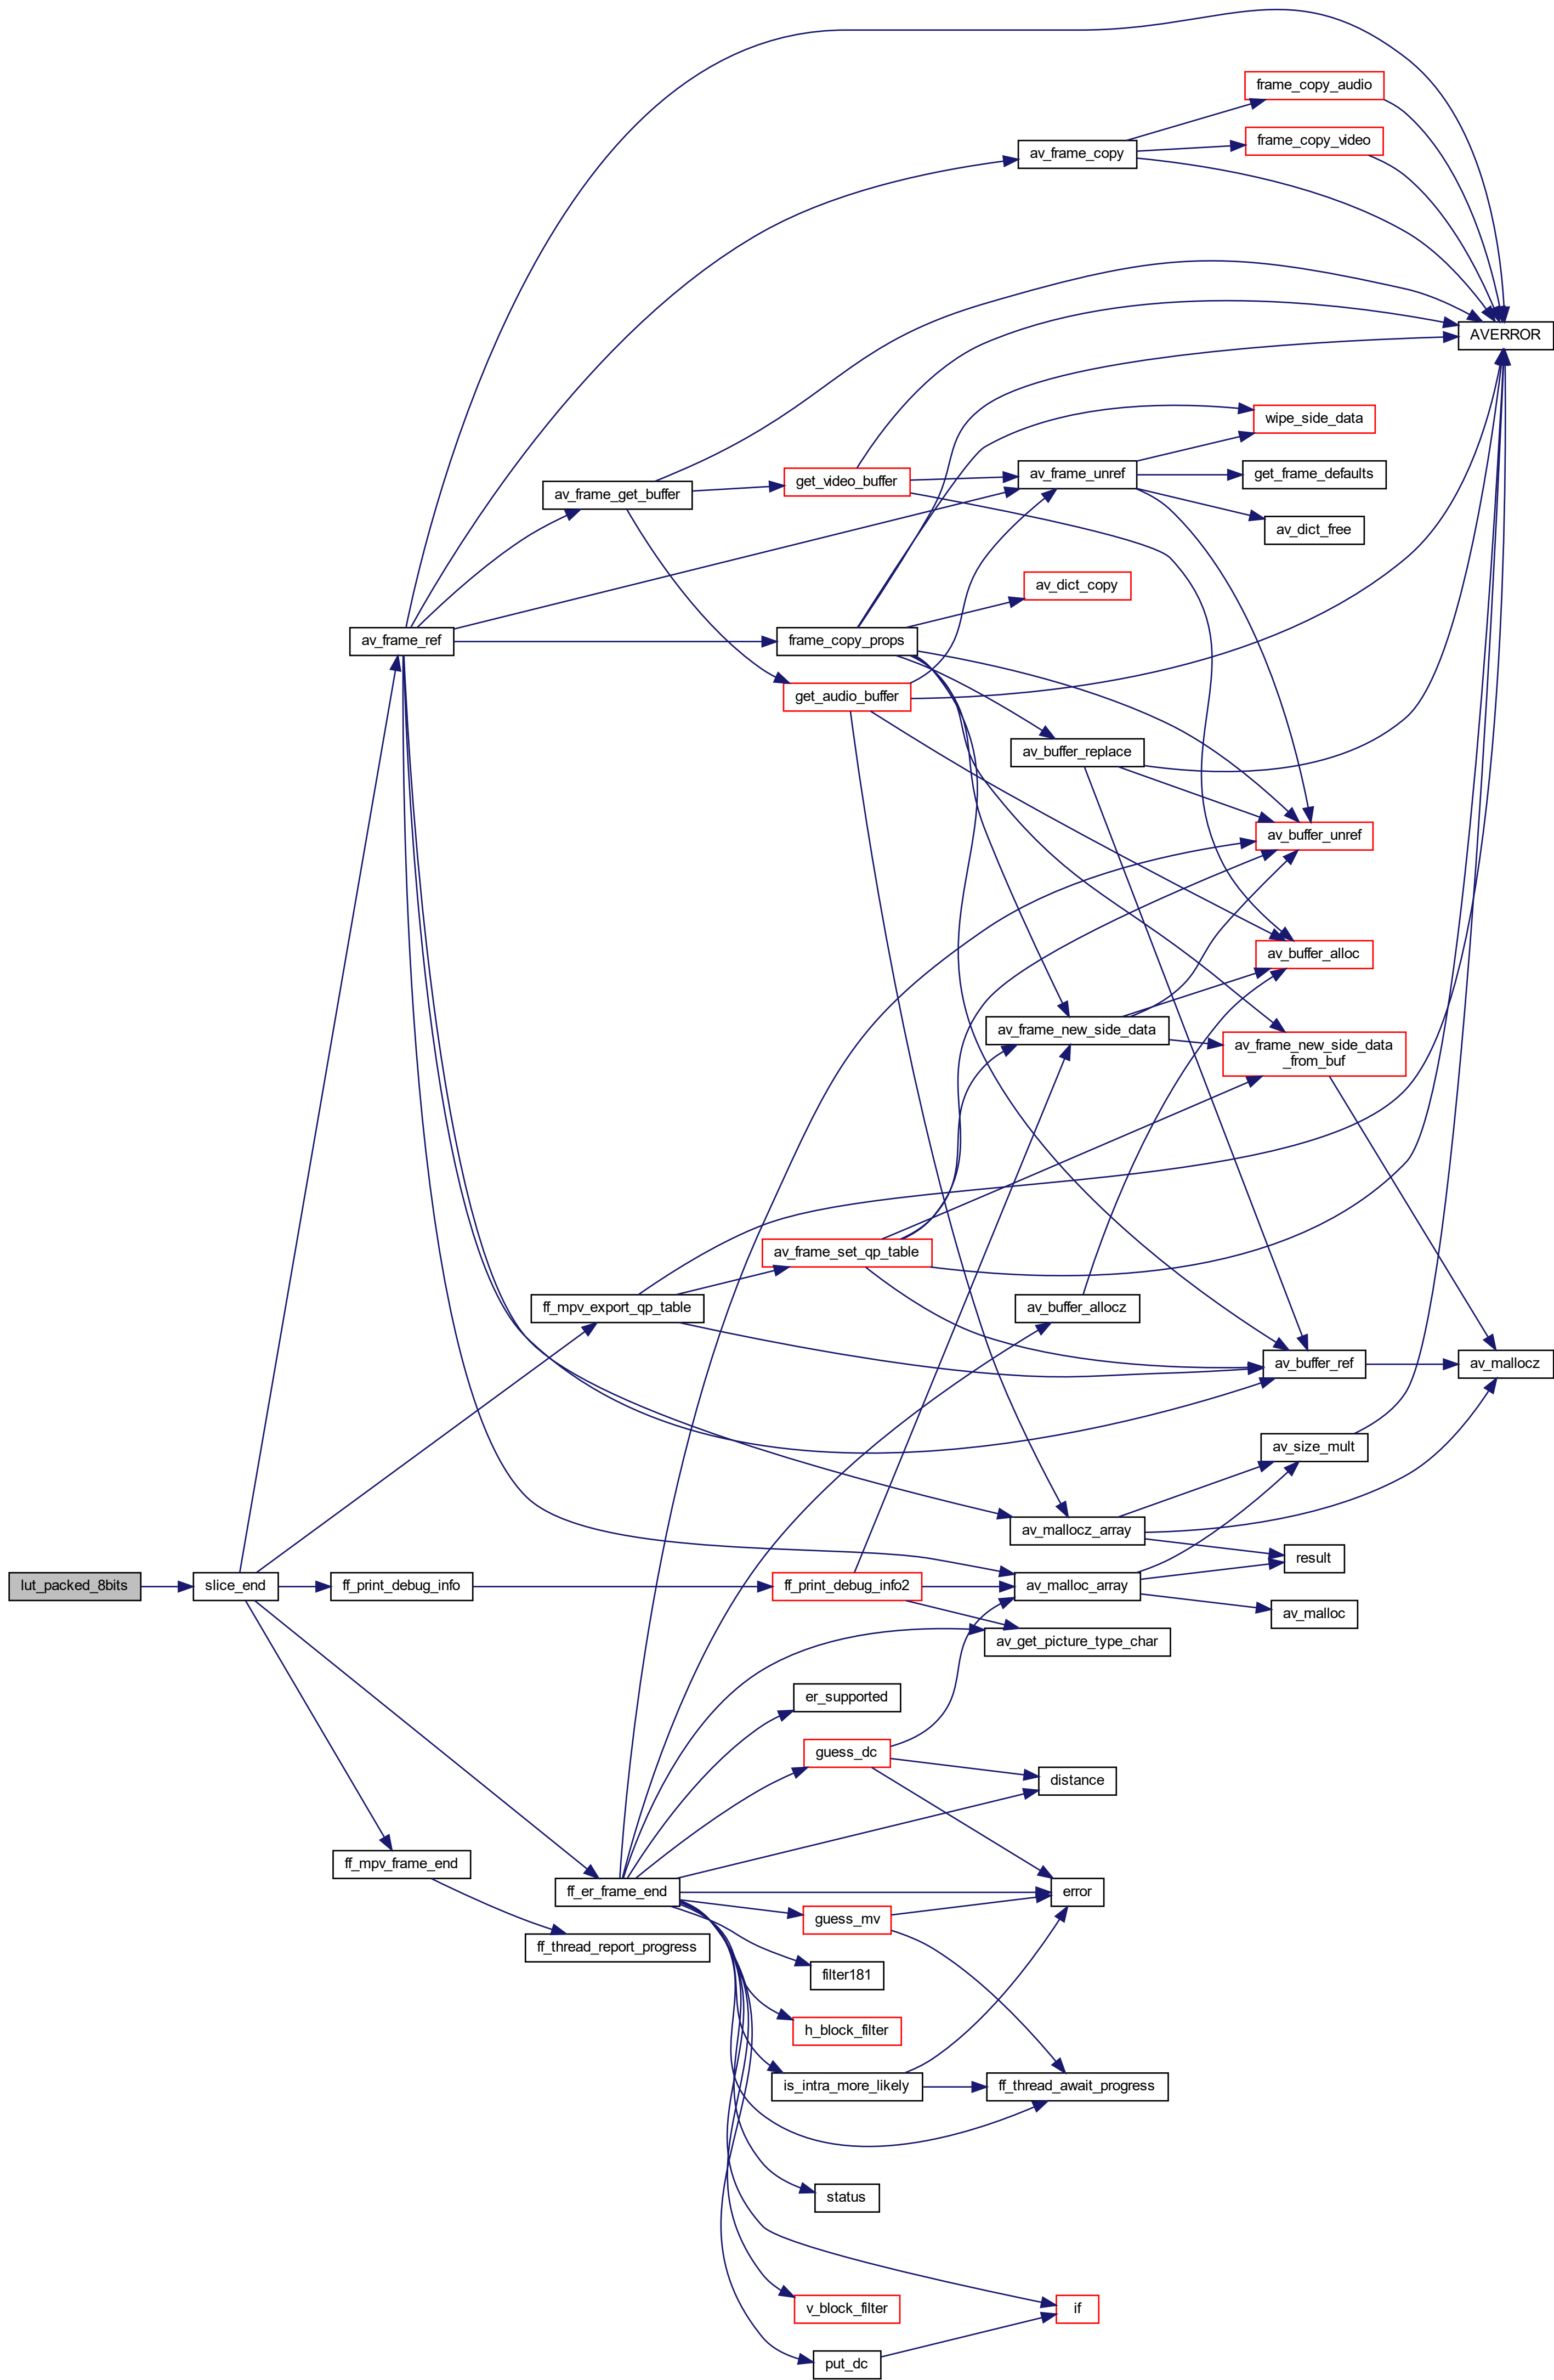 frame_copy_audio
frame_copy_video
av_frame_copy
AVERROR
wipe_side_data
av_frame_unref
get_frame_defaults
get_video_buffer
av_frame_get_buffer
av_dict_free
av_dict_copy
av_frame_ref
frame_copy_props
get_audio_buffer
av_buffer_replace
av_buffer_unref
av_buffer_alloc
av_frame_new_side_data
av_frame_new_side_data
_from_buf
av_frame_set_qp_table
ff_mpv_export_qp_table
av_buffer_allocz
av_buffer_ref
av_mallocz
av_size_mult
av_mallocz_array
result
lut_packed_8bits
slice_end
ff_print_debug_info
ff_print_debug_info2
av_malloc_array
av_malloc
av_get_picture_type_char
er_supported
guess_dc
distance
ff_mpv_frame_end
ff_er_frame_end
error
guess_mv
ff_thread_report_progress
filter181
h_block_filter
is_intra_more_likely
ff_thread_await_progress
status
v_block_filter
if
put_dc